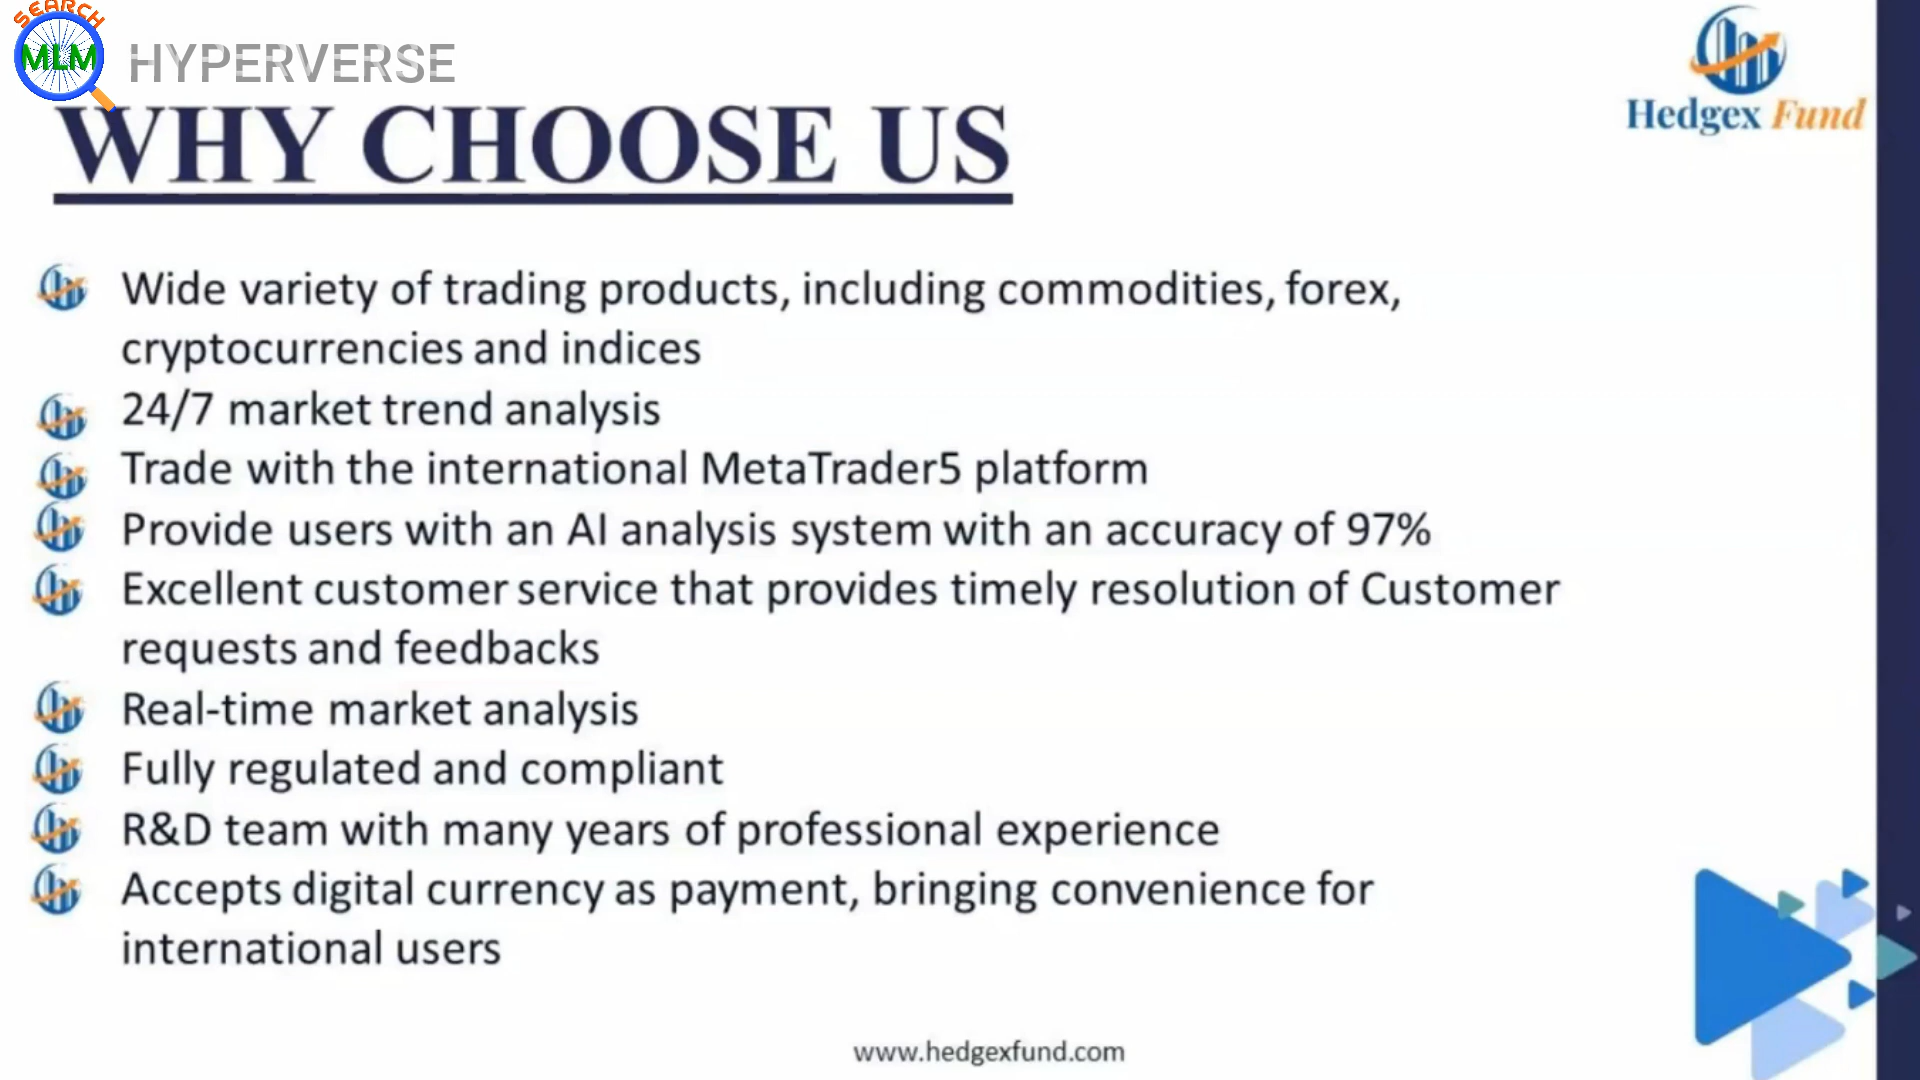 SEARCH
MLM
HYPERVERSE
WHY CHOOSE US
Hedgex Fund
Wide variety of trading products, including commodities, forex,
cryptocurrencies and indices
24/7 market trend analysis
Trade with the international MetaTrader5 platform
Provide users with an AI analysis system with an accuracy of 97%
Excellent customer service that provides timely resolution of Customer
requests and feedbacks
Real-time market analysis
Fully regulated and compliant
R&D team with many years of professional experience
Accepts digital currency as payment, bringing convenience for
international users
www.hedgexfund.com